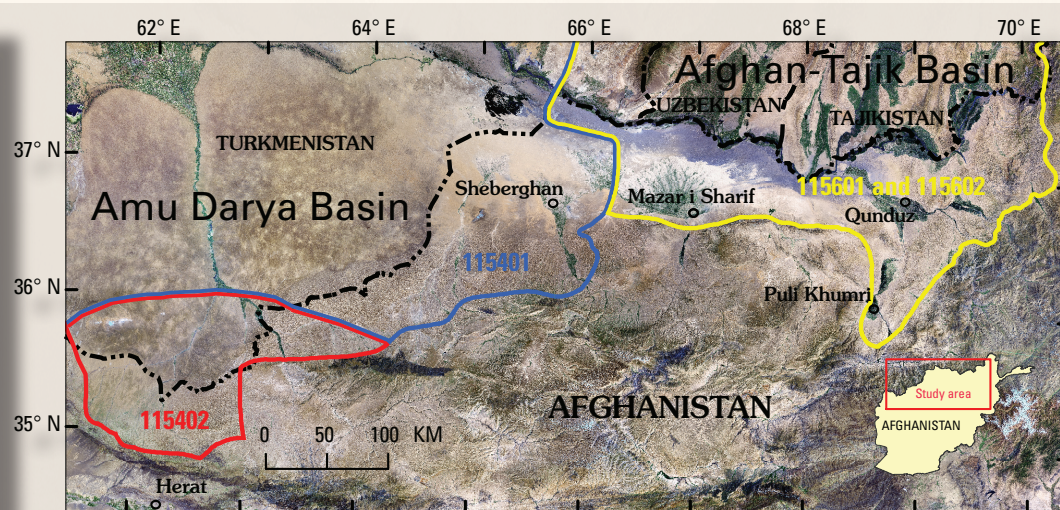 62° E 64° E 66° E 68° E 70° E
Afghan-Tajik Basin
UZBEKISTAN
TAJIKISTAN
TURKMENISTAN
37° N
Sheberghan
Mazar i Sharif
115601 and 115602
Qunduz
Amu Darya Basin
115401
36° N
Puli Khumri
Study area
AFGHANISTAN
AFGHANISTAN
35° N
115402
0 50 100 KM
Herat